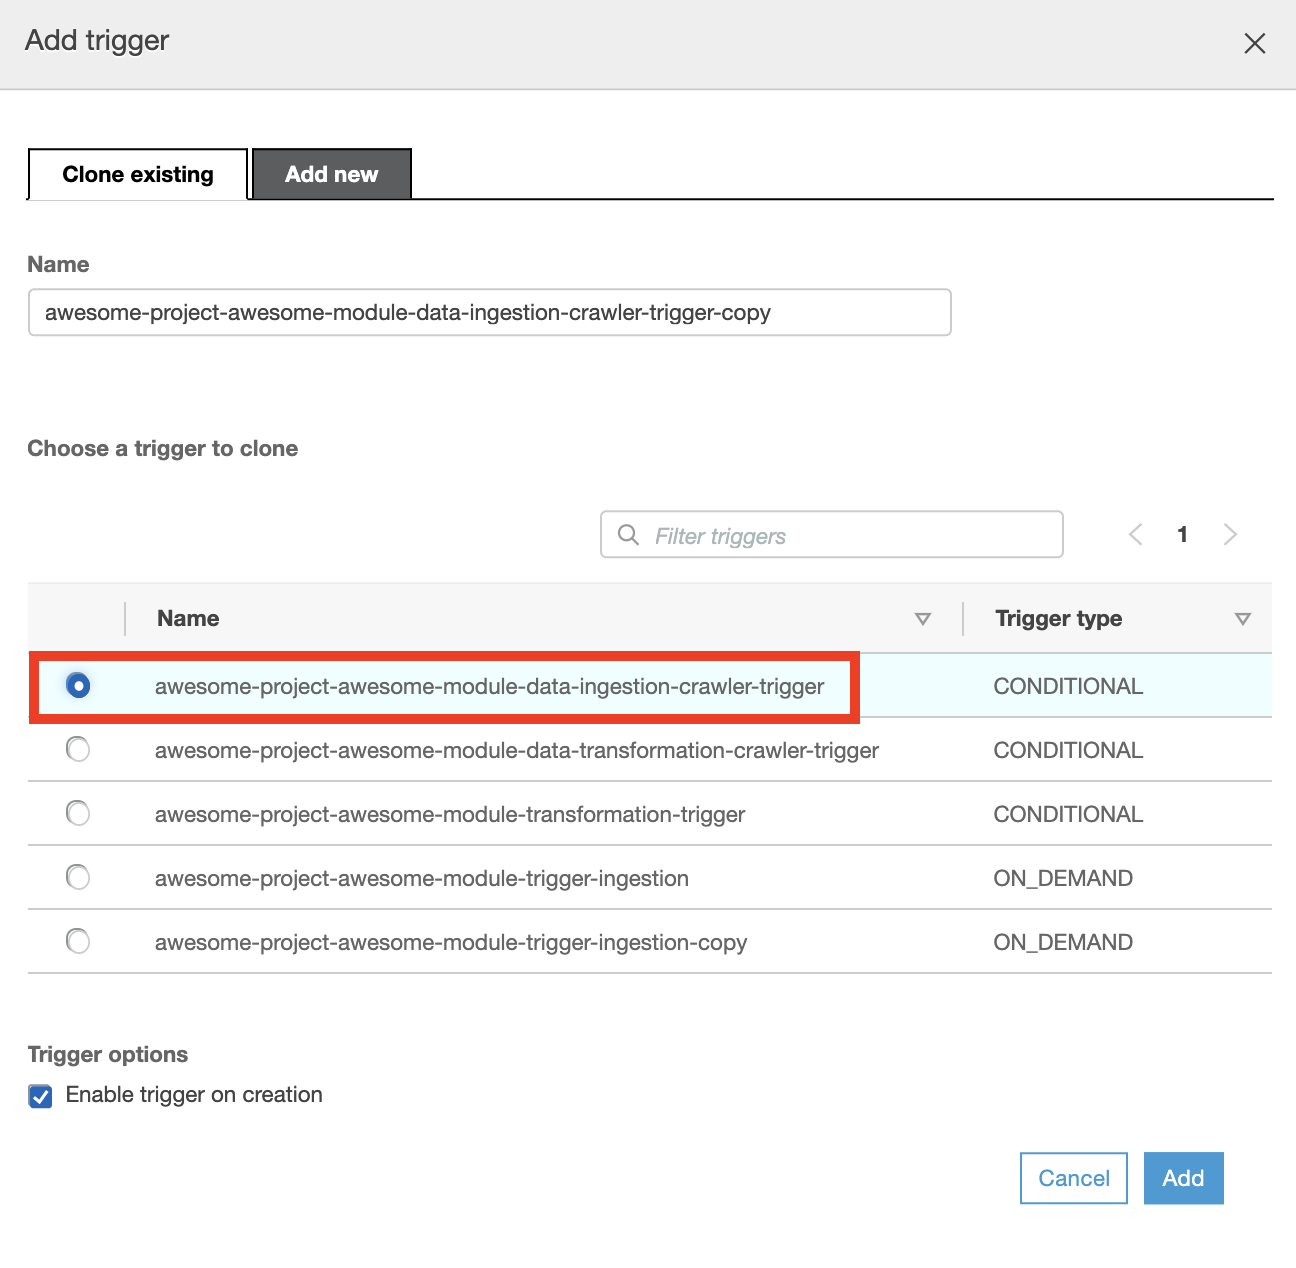 Add trigger
Clone existing Add new
Name
awesome-project-awesome-module-data-ingestion-crawler-trigger-copy
Choose a trigger to clone
Filter triggers 1
Name Trigger type
awesome-project-awesome-module-data-ingestion-crawler-trigger CONDITIONAL
awesome-project-awesome-module-data-transformation-crawler-trigger CONDITIONAL
awesome-project-awesome-module-transformation-trigger CONDITIONAL
awesome-project-awesome-module-trigger-ingestion ON_DEMAND
awesome-project-awesome-module-trigger-ingestion-copy ON_DEMAND
Trigger options
Enable trigger on creation
Cancel Add